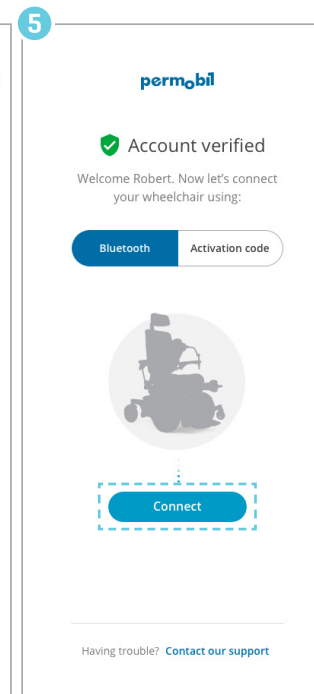 5
permobil
Account verified
Welcome Robert. Now let's connect
your wheelchair using:
Bluetooth Activation code
Connect
Having trouble? Contact our support